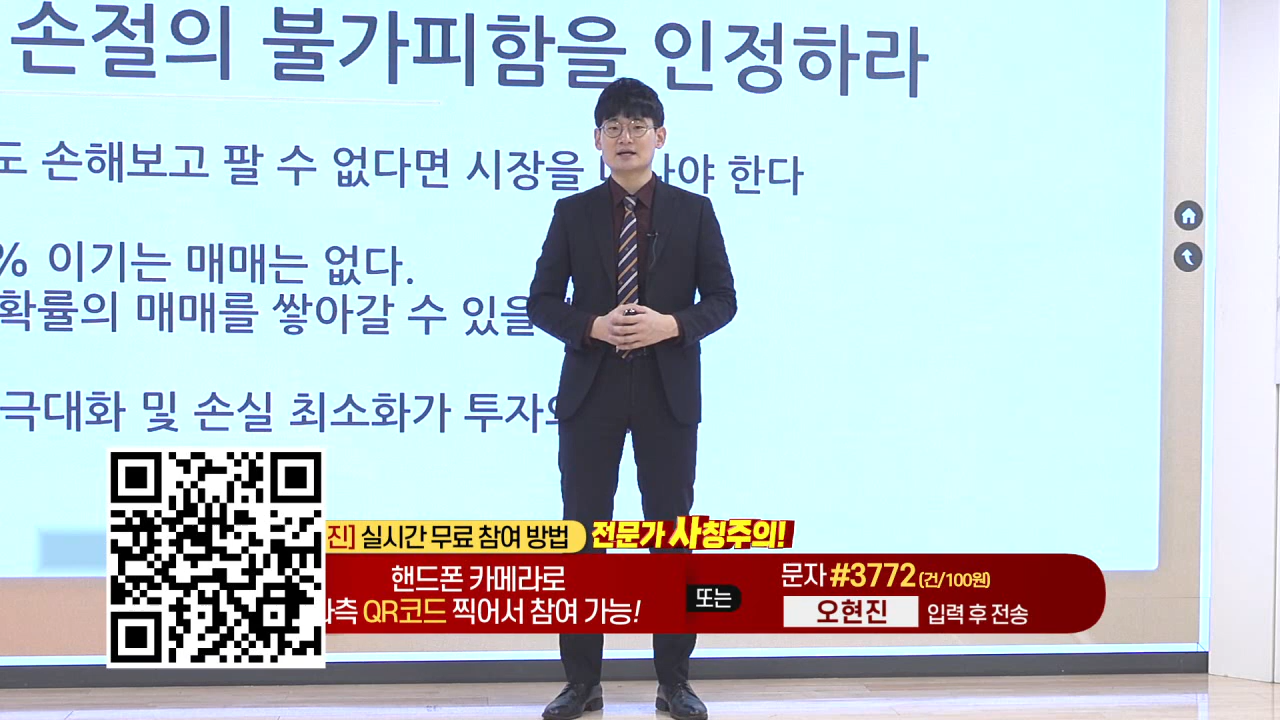 손절의 불가피함을 인정하라
도 손해보고 팔 수 없다면 시장을 야 한다
% 이기는 매매는 없다.
확률의 매매를 쌓아갈 수 있을
극대화 및 손실 최소화가
진] 실시간 무료 참여 방법
전문가 사칭주의!
핸드폰 카메라로
QR코드 찍어서 참여 가능!
또는
문자 #3772 (건/100원)
오현진 입력 후 전송